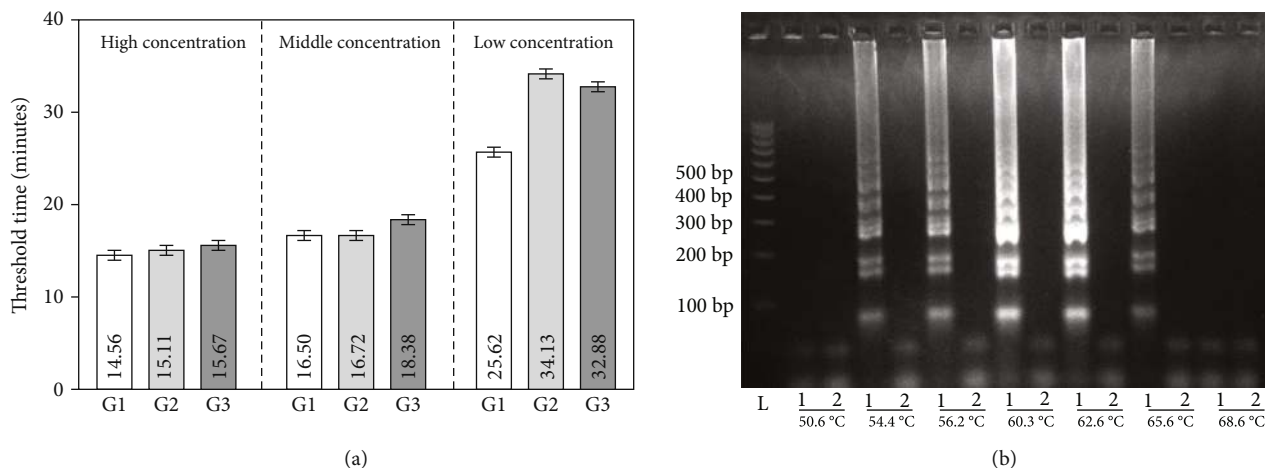 40
30
20
10
0
Threshold time (minutes)
High concentration
Middle concentration
Low concentration
14.56
15.11
15.67
16.50
16.72
18.38
25.62
34.13
32.88
G1 G2 G3 G1 G2 G3 G1 G2 G3
(a)
500 bp
400 bp
300 bp
200 bp
100 bp
L 1 2 1 2 1 2 1 2 1 2 1 2 1 2
50.6 °C 54.4 °C 56.2 °C 60.3 °C 62.6 °C 65.6 °C 68.6 °C
(b)